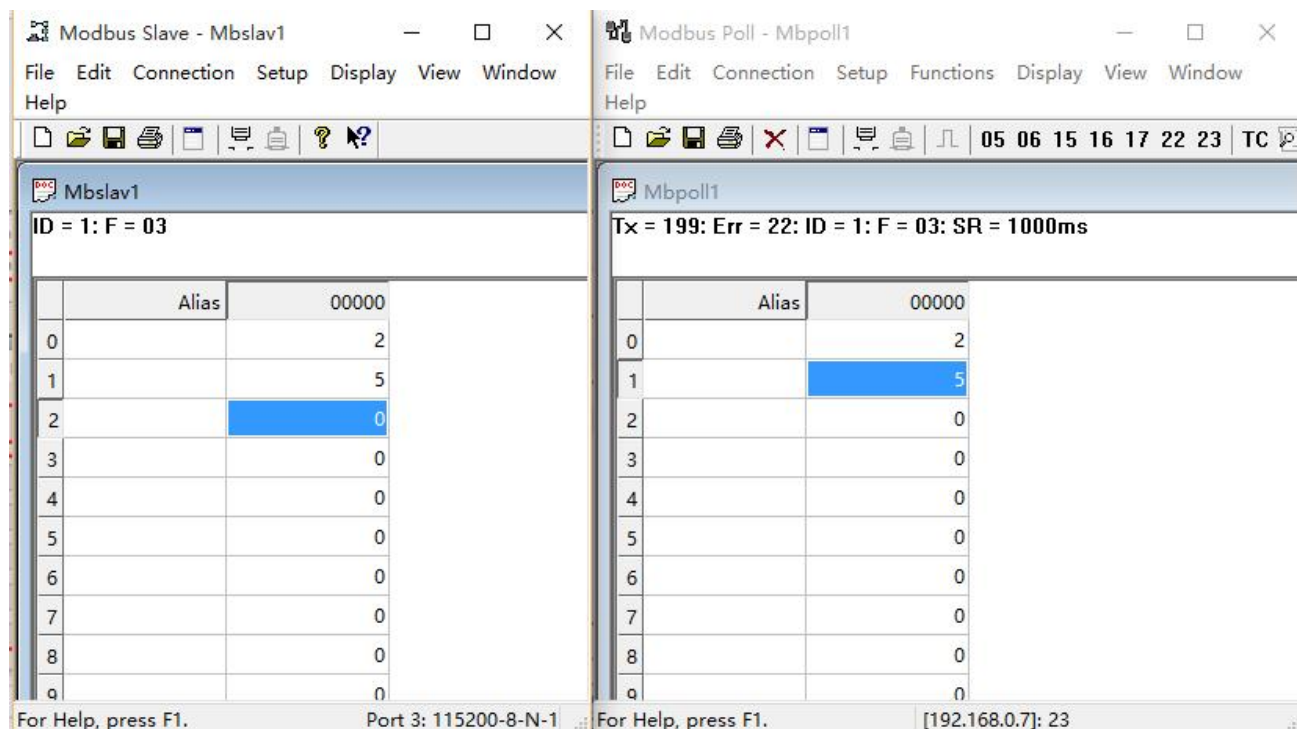 Modbus Slave - Mbslav1
File Edit Connection Setup Display View Window
Help
Mbslav1
ID = 1: F = 03
Alias 00000
0 2
1 5
2 0
3 0
4 0
5 0
6 0
7 0
8 0
9 0
For Help, press F1. Port 3: 115200-8-N-1
Modbus Poll - Mbpoll1
File Edit Connection Setup Functions Display View Window
Help
05 06 15 16 17 22 23 TC
Mbpoll1
Tx = 199: Err = 22: ID = 1: F = 03: SR = 1000ms
Alias 00000
0 2
1 5
2 0
3 0
4 0
5 0
6 0
7 0
8 0
9 0
For Help, press F1. [192.168.0.7]: 23